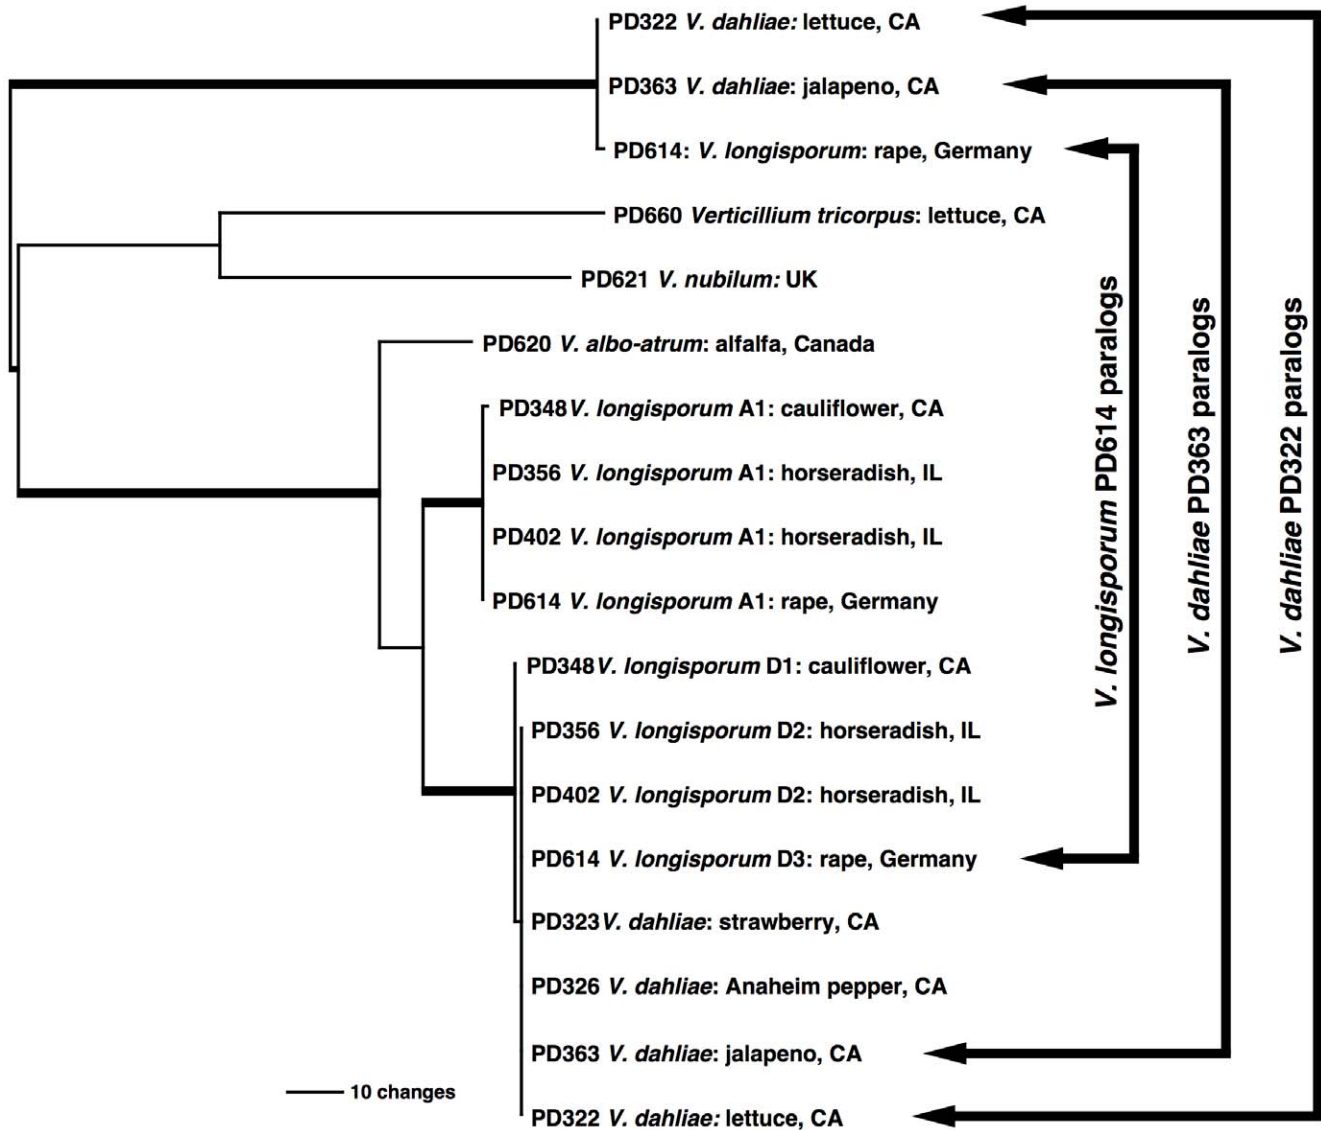 PD322 V. dahliae: lettuce, CA
PD363 V. dahliae: jalapeno, CA
PD614: V. longisporum: rape, Germany
PD660 Verticillium tricorpus: lettuce, CA
PD621 V. nubilum: UK
PD620 V. albo-atrum: alfalfa, Canada
PD348V. longisporum A1: cauliflower, CA
PD356 V. longisporum A1: horseradish, IL
PD402 V. longisporum A1: horseradish, IL
PD614 V. longisporum A1: rape, Germany
PD348V. longisporum D1: cauliflower, CA
PD356 V. longisporum D2: horseradish, IL
PD402 V. longisporum D2: horseradish, IL
PD614 V. longisporum D3: rape, Germany
PD323V. dahliae: strawberry, CA
PD326 V. dahliae: Anaheim pepper, CA
PD363 V. dahliae: jalapeno, CA
PD322 V. dahliae: lettuce, CA
10 changes
V. longisporum PD614 paralogs
V. dahliae PD363 paralogs
V. dahliae PD322 paralogs